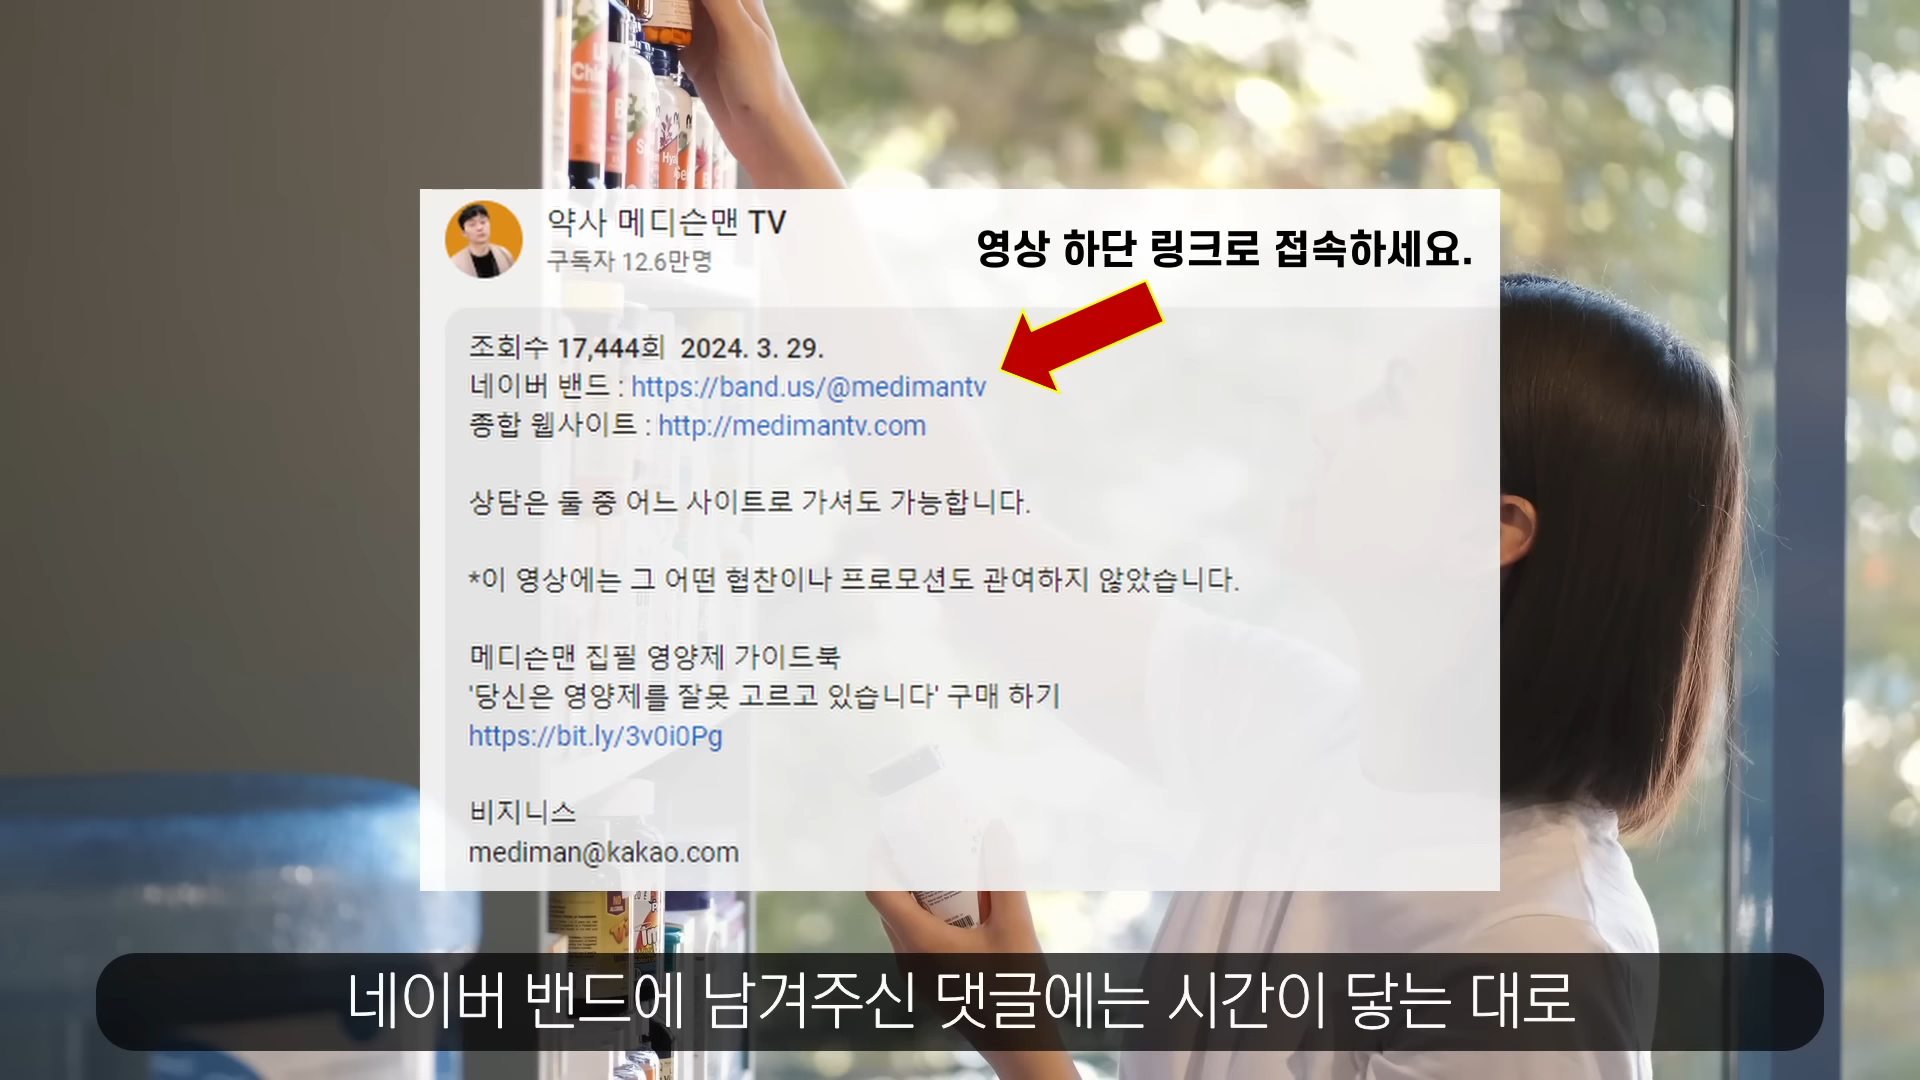 약사 메디슨맨 TV
구독자 12.6만명
영상 하단 링크로 접속하세요.
조회수 17,444회 2024. 3. 29.
네이버 밴드 : https://band.us/@medimantv
종합 웹사이트 : http://medimantv.com
상담은 둘 중 어느 사이트로 가셔도 가능합니다.
*이 영상에는 그 어떤 협찬이나 프로모션도 관여하지 않았습니다.
메디슨맨 집필 영양제 가이드북
'당신은 영양제를 잘못 고르고 있습니다' 구매 하기
https://bit.ly/3v0i0Pg
비지니스
mediman@kakao.com
네이버 밴드에 남겨주신 댓글에는 시간이 닿는 대로